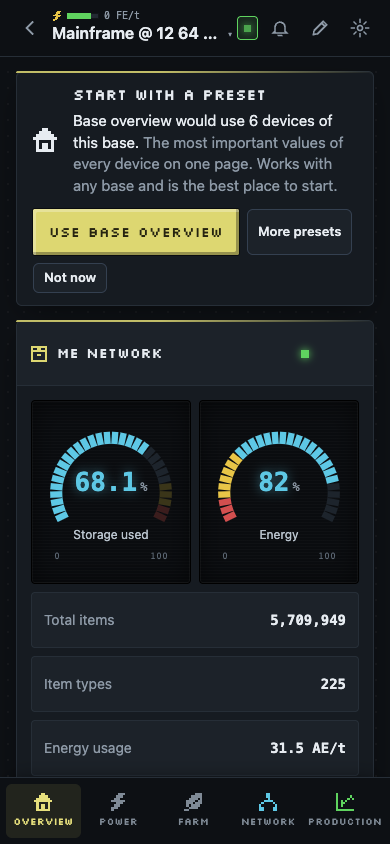 0 FE/t
Mainframe @ 12 64 ...
START WITH A PRESET
Base overview would use 6 devices of
this base. The most important values of
every device on one page. Works with
any base and is the best place to start.
USE BASE OVERVIEW
More presets
Not now
ME NETWORK
68.1%
Storage used
0
100
82%
Energy
0
100
Total items
5,709,949
Item types
225
Energy usage
31.5 AE/t
OVERVIEW
POWER
FARM
NETWORK
PRODUCTION